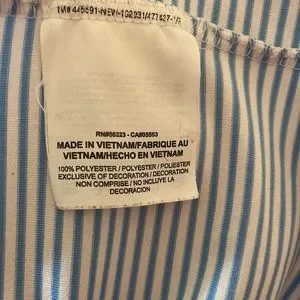 RN#56323 - CA#05553
MADE IN VIETNAM/FABRIQUE AU
VIETNAM/HECHO EN VIETNAM
100% POLYESTER / POLYESTER / POLIESTER
EXCLUSIVE OF DECORATION / DECORATION
NON COMPRISE / NO INCLUYE LA
DECORACION